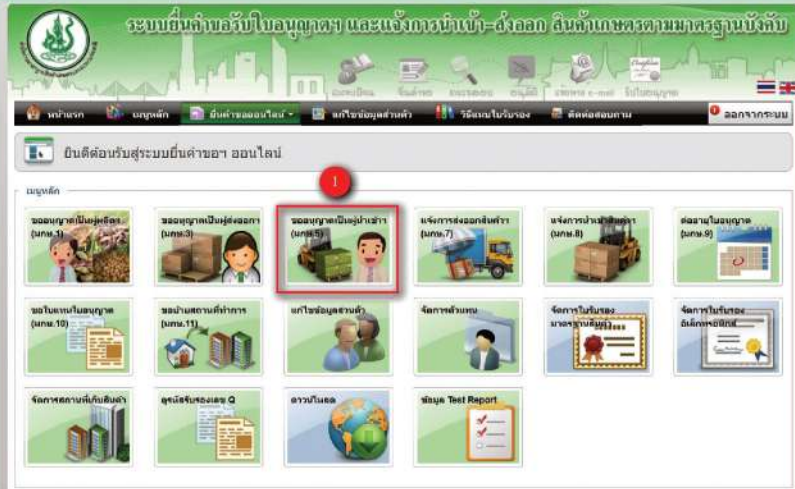 ระบบยื่นคำขอรับใบอนุญาตฯ และแจ้งการนำเข้า-ส่งออก สินค้าเกษตรตามมาตรฐานบังคับ
หน้าแรก เมนูหลัก ยื่นคำขอออนไลน์ แก้ไขข้อมูลส่วนตัว วิธีแนบใบรับรอง ติดต่อสอบถาม ออกจากระบบ
ยินดีต้อนรับสู่ระบบยื่นคำขอฯ ออนไลน์
เมนูหลัก
1
ขออนุญาตเป็นผู้ผลิตฯ
(มกษ.1)
ขออนุญาตเป็นผู้ส่งออกฯ
(มกษ.3)
ขออนุญาตเป็นผู้นำเข้าฯ
(มกษ.5)
แจ้งการส่งออกสินค้าฯ
(มกษ.7)
แจ้งการนำเข้าสินค้าฯ
(มกษ.8)
ต่ออายุใบอนุญาต
(มกษ.9)
ขอใบแทนใบอนุญาต
(มกษ.10)
ขอย้ายสถานที่ทำการ
(มกษ.11)
แก้ไขข้อมูลส่วนตัว
จัดการตัวแทน
จัดการใบรับรอง
มาตรฐานสินค้า
จัดการใบรับรอง
อิเล็กทรอนิกส์
จัดการสถานที่เก็บสินค้า
ดูรหัสรับรองเลข Q
ดาวน์โหลด
ข้อมูล Test Report